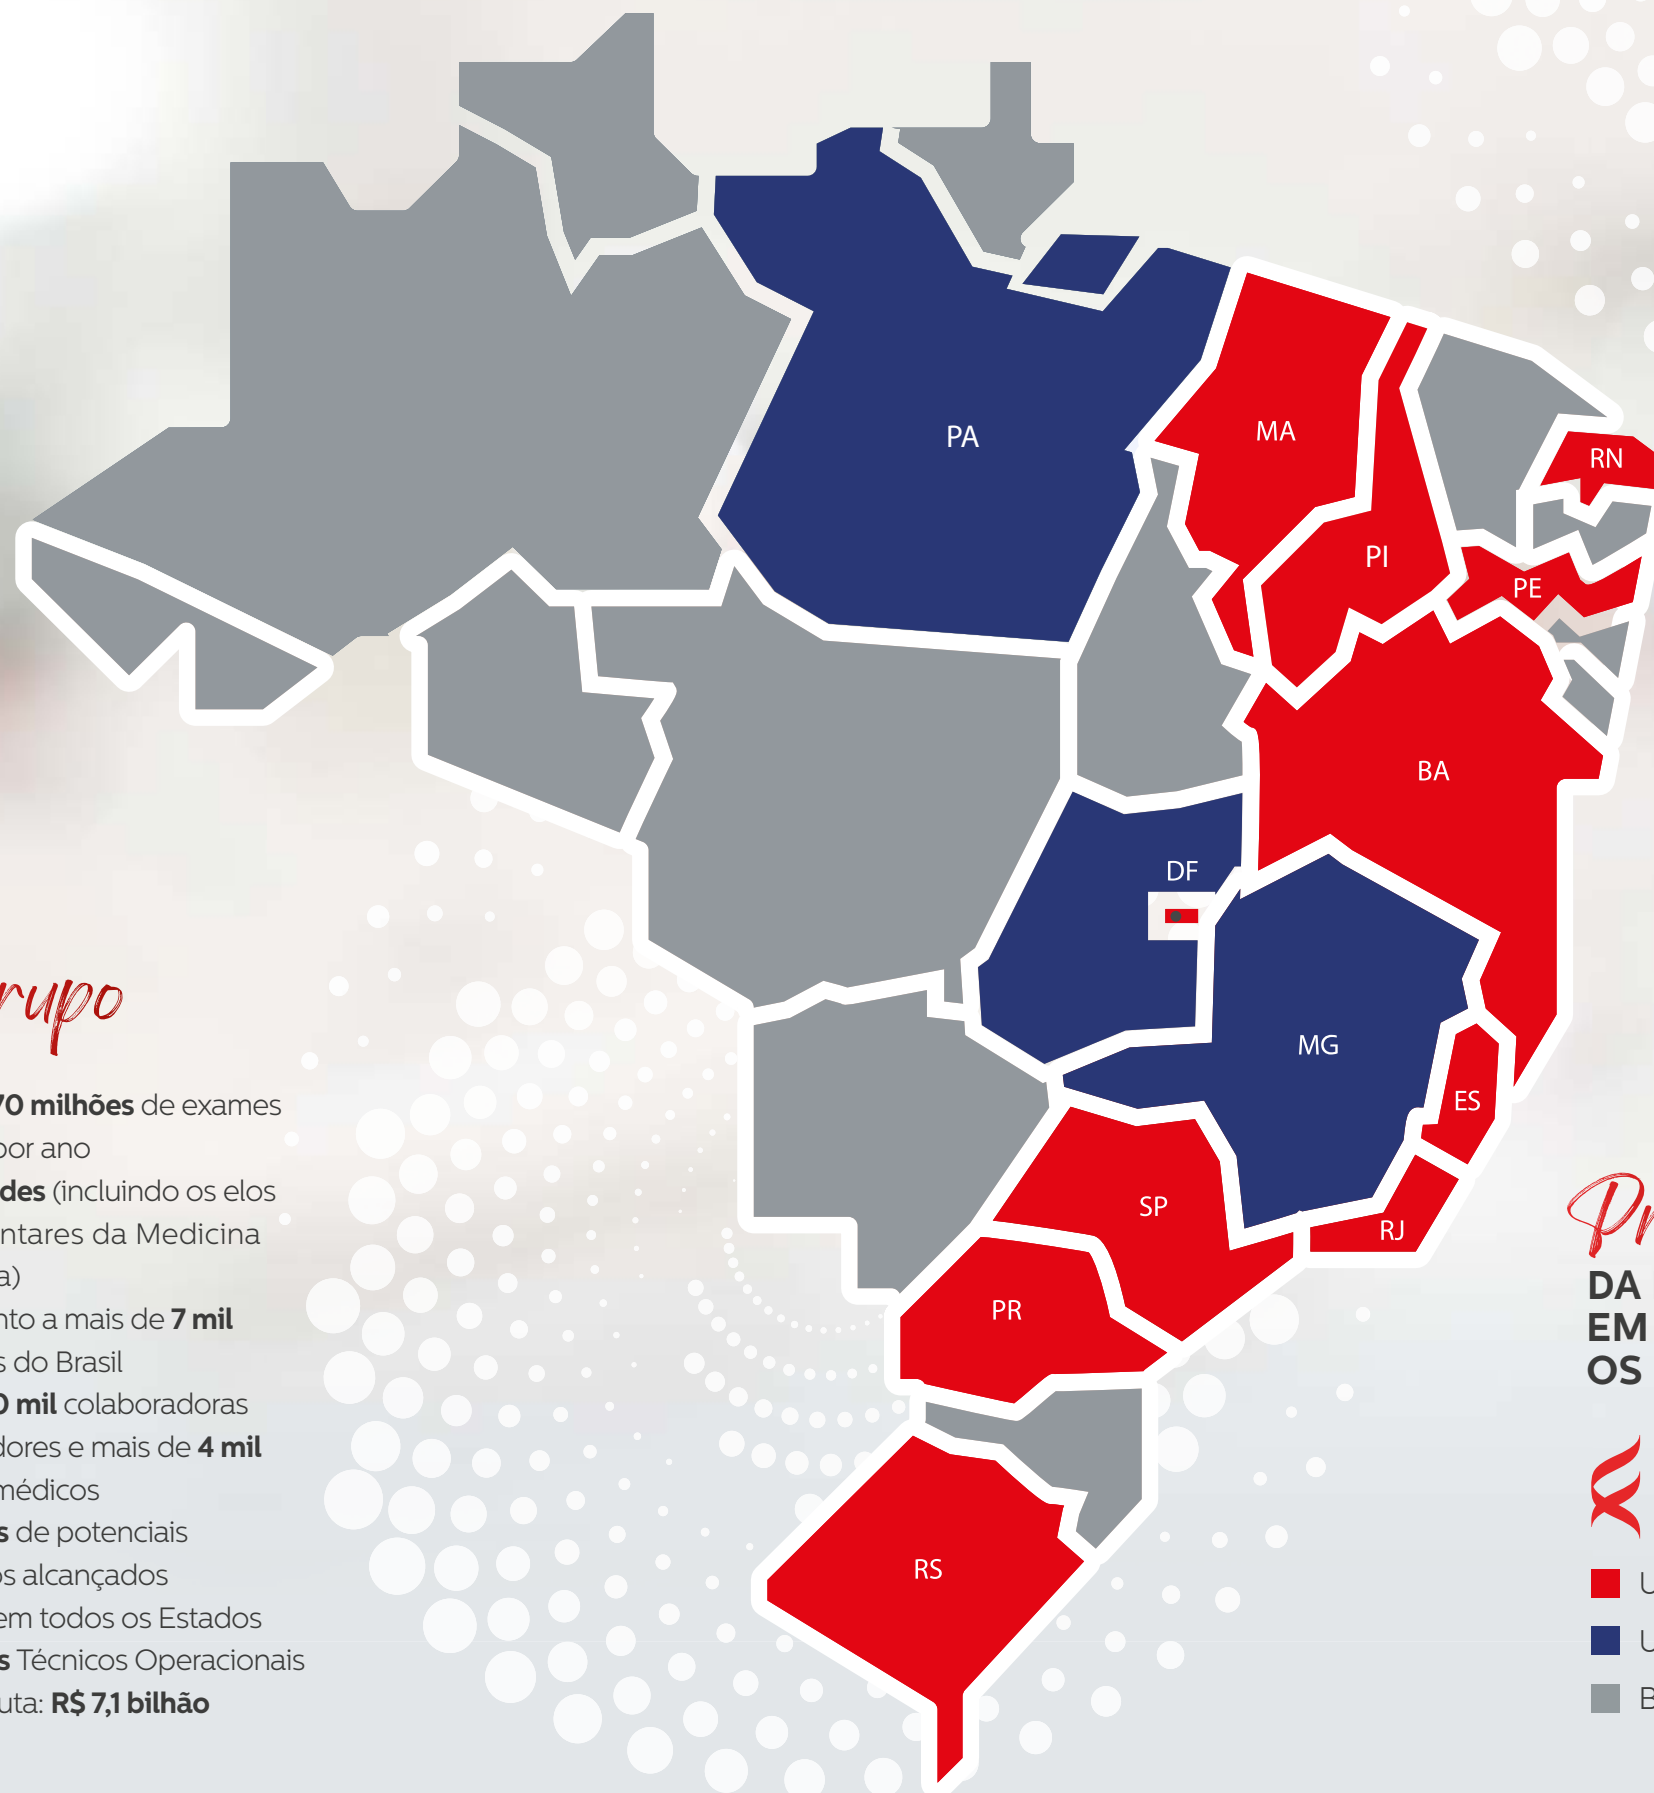 rupo
70 milhões de exames
por ano
des (incluindo os elos
ntares da Medicina
a)
nto a mais de 7 mil
s do Brasil
0 mil colaboradoras
dores e mais de 4 mil
médicos
s de potenciais
os alcançados
em todos os Estados
s Técnicos Operacionais
uta: R$ 7,1 bilhão
PA
MA
RN
PI
PE
BA
DF
MG
ES
SP
RJ
PR
RS
Pr
DA
EM
OS
U
U
B